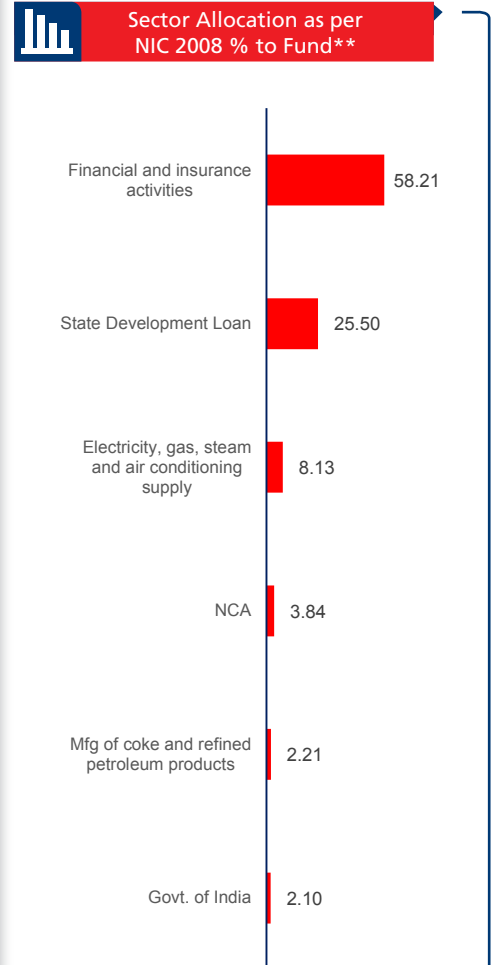 Sector Allocation as per
NIC 2008 % to Fund**
Financial and insurance
activities
58.21
State Development Loan
25.50
Electricity, gas, steam
and air conditioning
supply
8.13
NCA
3.84
Mfg of coke and refined
petroleum products
2.21
Govt. of India
2.10